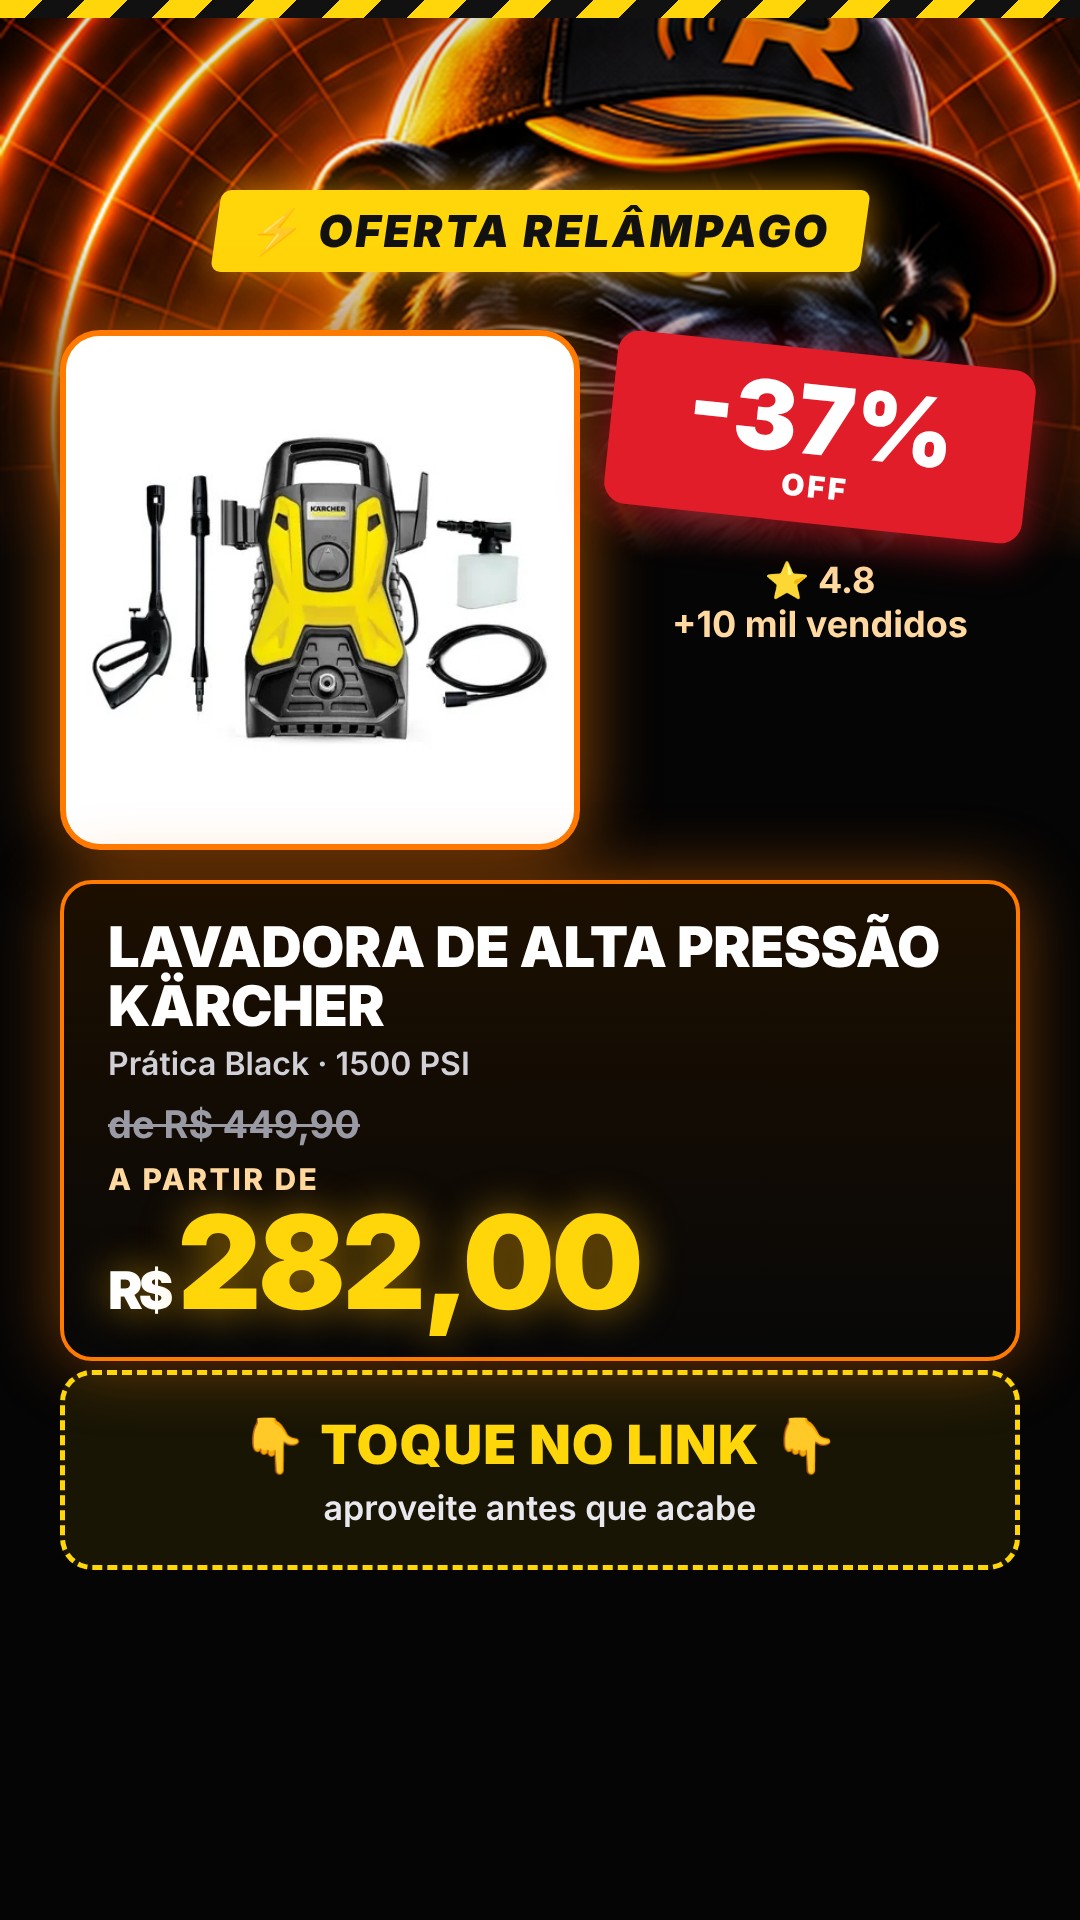 R
⚡ OFERTA RELÂMPAGO
-37%
OFF
KÄRCHER
⭐ 4.8
+10 mil vendidos
LAVADORA DE ALTA PRESSÃO
KÄRCHER
Prática Black · 1500 PSI
de R$ 449,90
A PARTIR DE
R$ 282,00
👇 TOQUE NO LINK 👇
aproveite antes que acabe